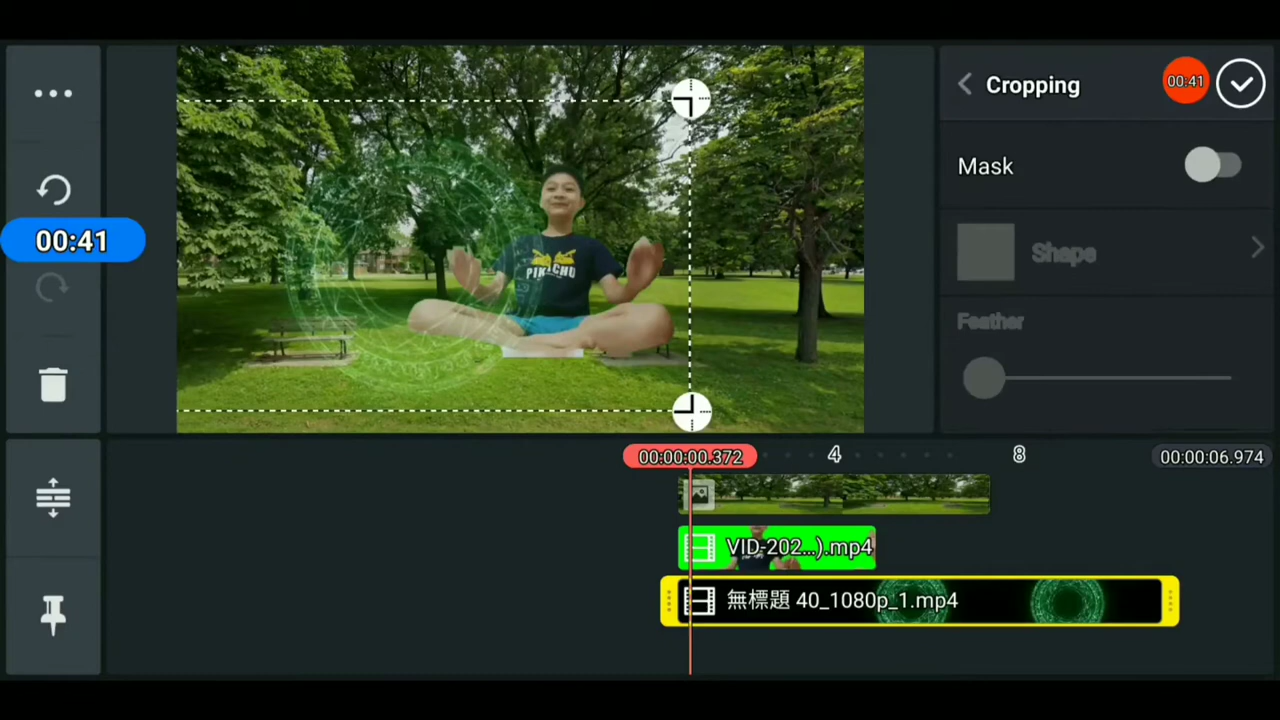 Cropping
00:41
Mask
00:41
Shape
PIKACHU
Feather
00:00:00.372
4
8
00:00:06.974
VID-202...).mp4
無標題 40_1080p_1.mp4